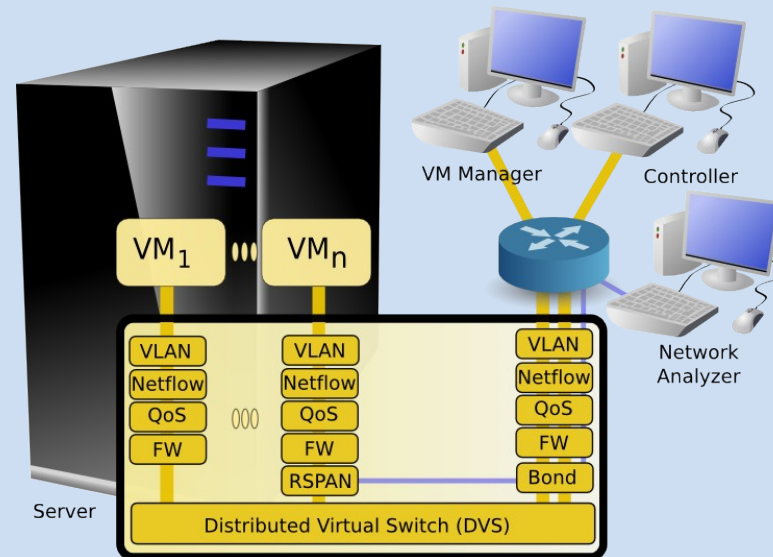 VM Manager
Controller
VM1
VMn
Network
Analyzer
VLAN
Netflow
QoS
FW
VLAN
Netflow
QoS
FW
RSPAN
VLAN
Netflow
QoS
FW
Bond
Server
Distributed Virtual Switch (DVS)